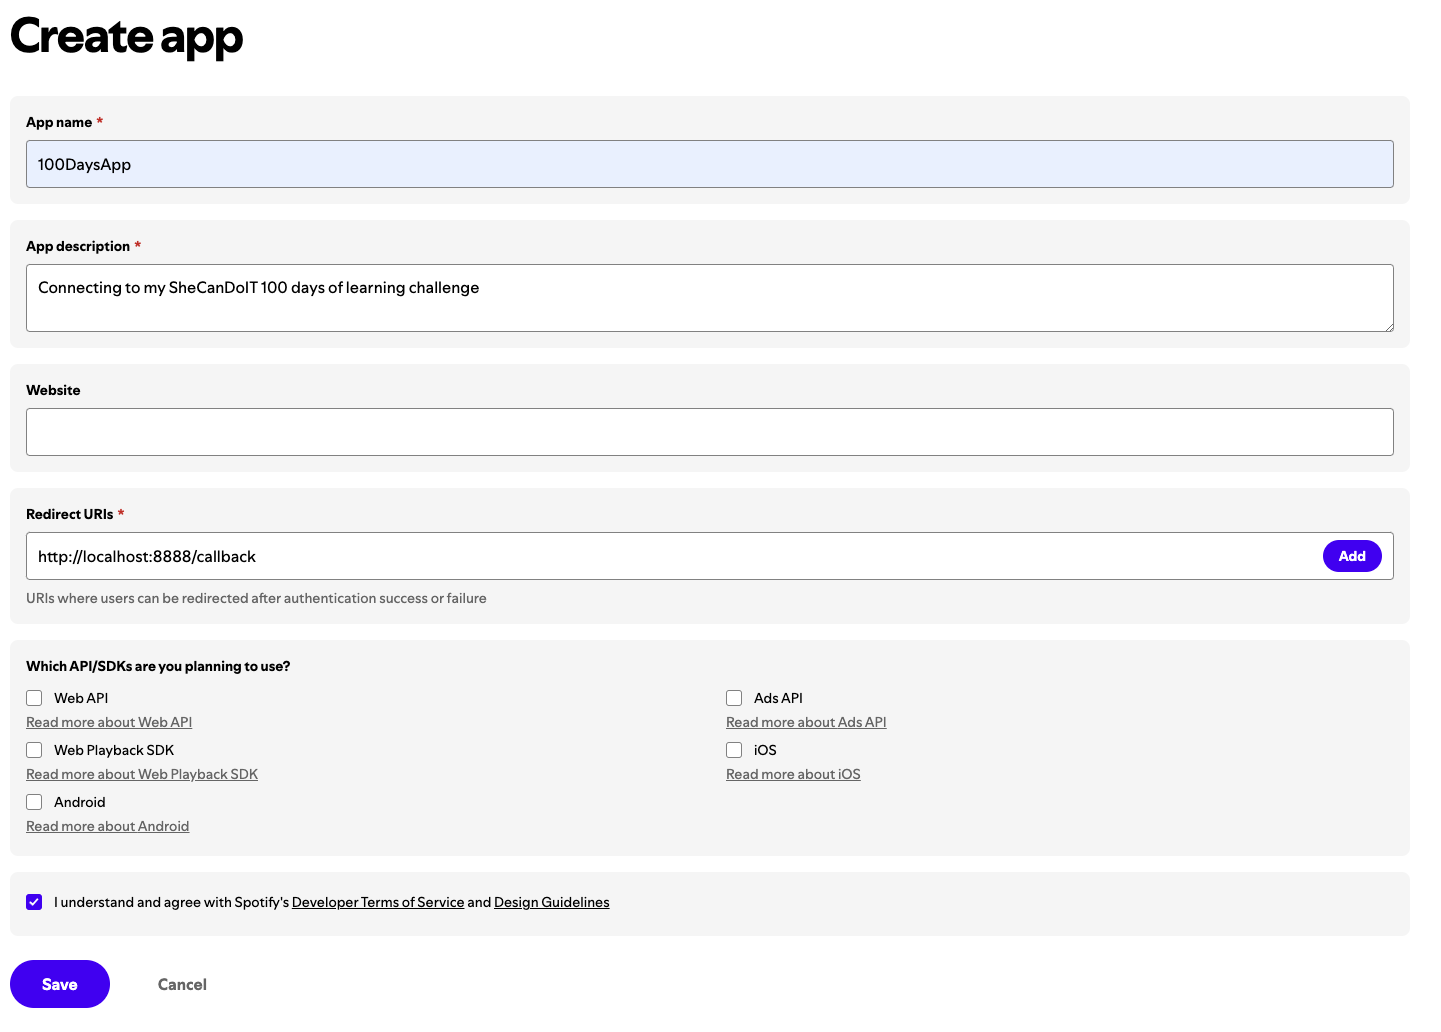 Create app
App name *
100DaysApp
App description *
Connecting to my SheCanDoIT 100 days of learning challenge
Website
Redirect URIs *
http://localhost:8888/callback
Add
URIs where users can be redirected after authentication success or failure
Which API/SDKs are you planning to use?
Web API
Read more about Web API
Web Playback SDK
Read more about Web Playback SDK
Android
Read more about Android
Ads API
Read more about Ads API
iOS
Read more about iOS
I understand and agree with Spotify's Developer Terms of Service and Design Guidelines
Save
Cancel